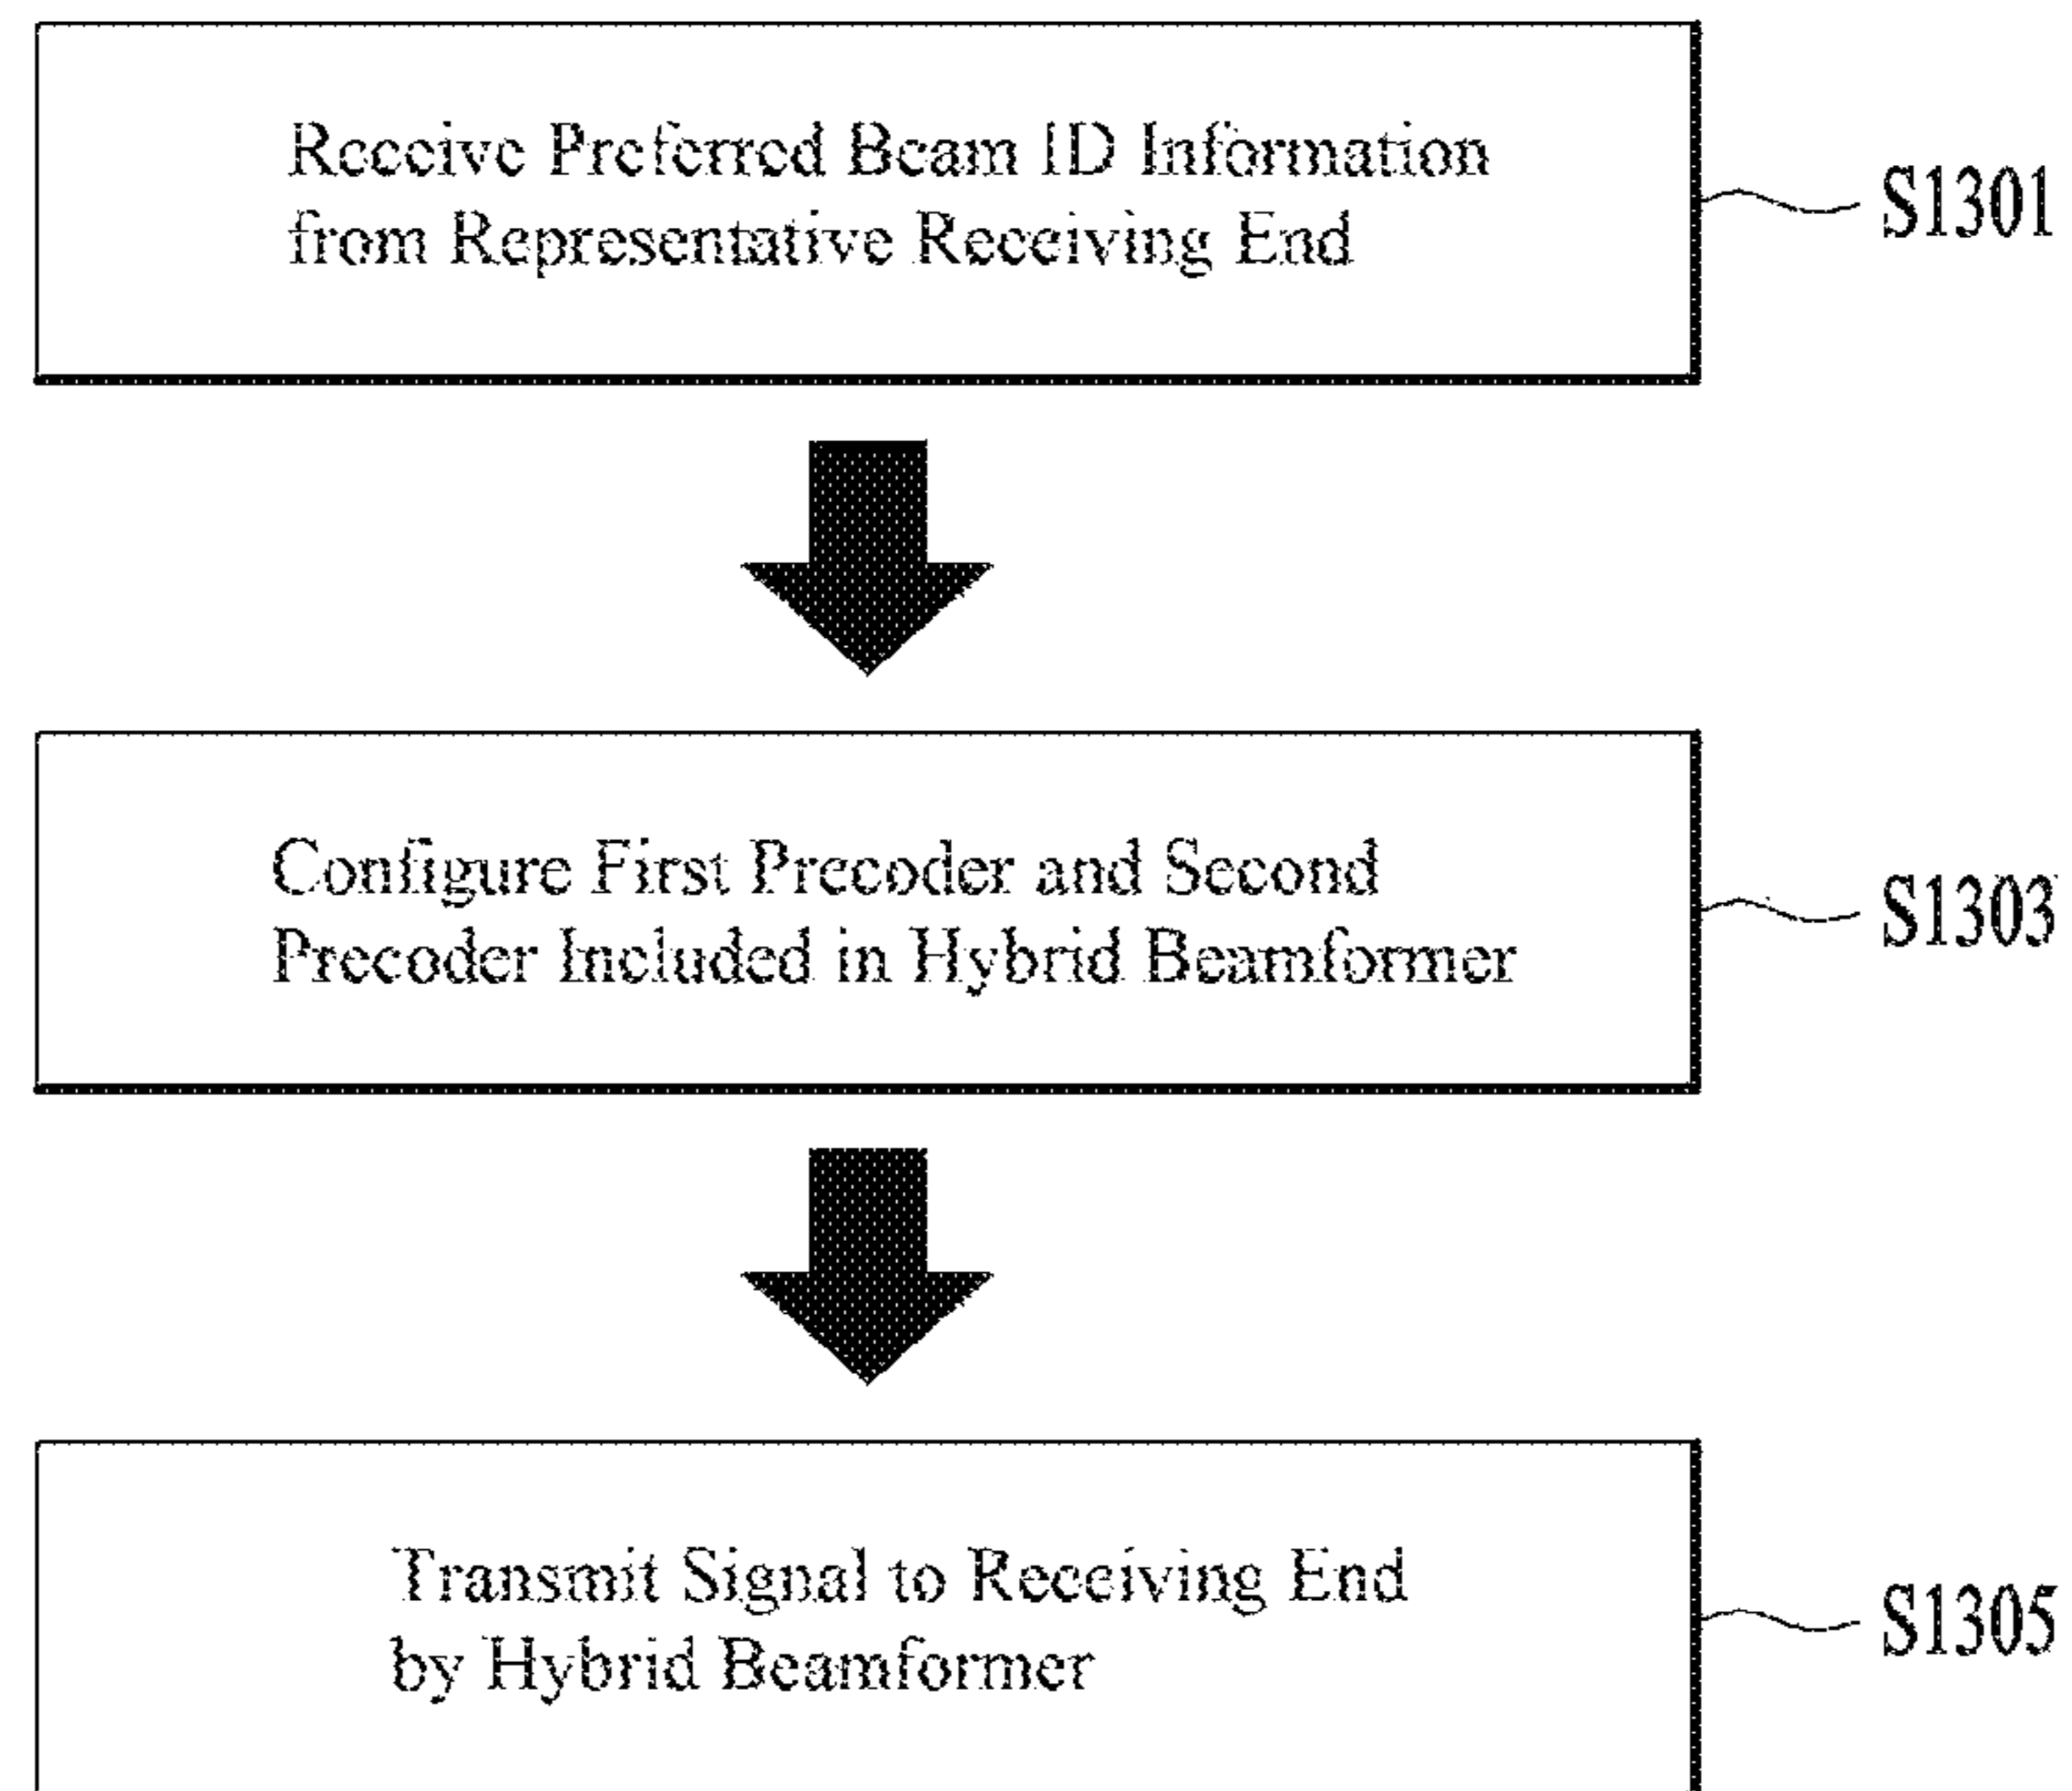 Receive Preferred Beam ID Information
from Representative Receiving End
S1301
Configure First Precoder and Second
Precoder Included in Hybrid Beamformer
S1303
Transmit Signal to Receiving End
by Hybrid Beamformer
S1305